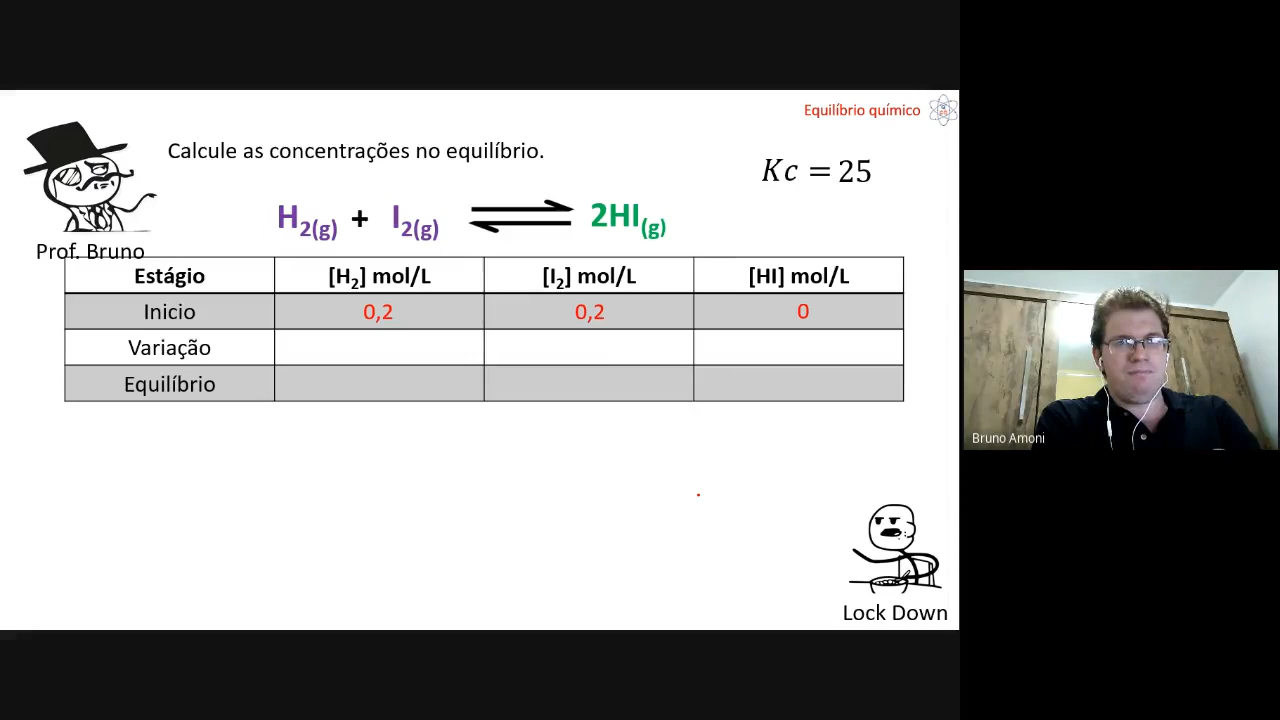 Equilíbrio químico
Calcule as concentrações no equilíbrio.
Kc = 25
H2(g) + I2(g) 2HI(g)
Prof. Bruno
Estágio [H2] mol/L [I2] mol/L [HI] mol/L
Inicio 0,2 0,2 0
Variação
Equilíbrio
Bruno Amoni
Lock Down